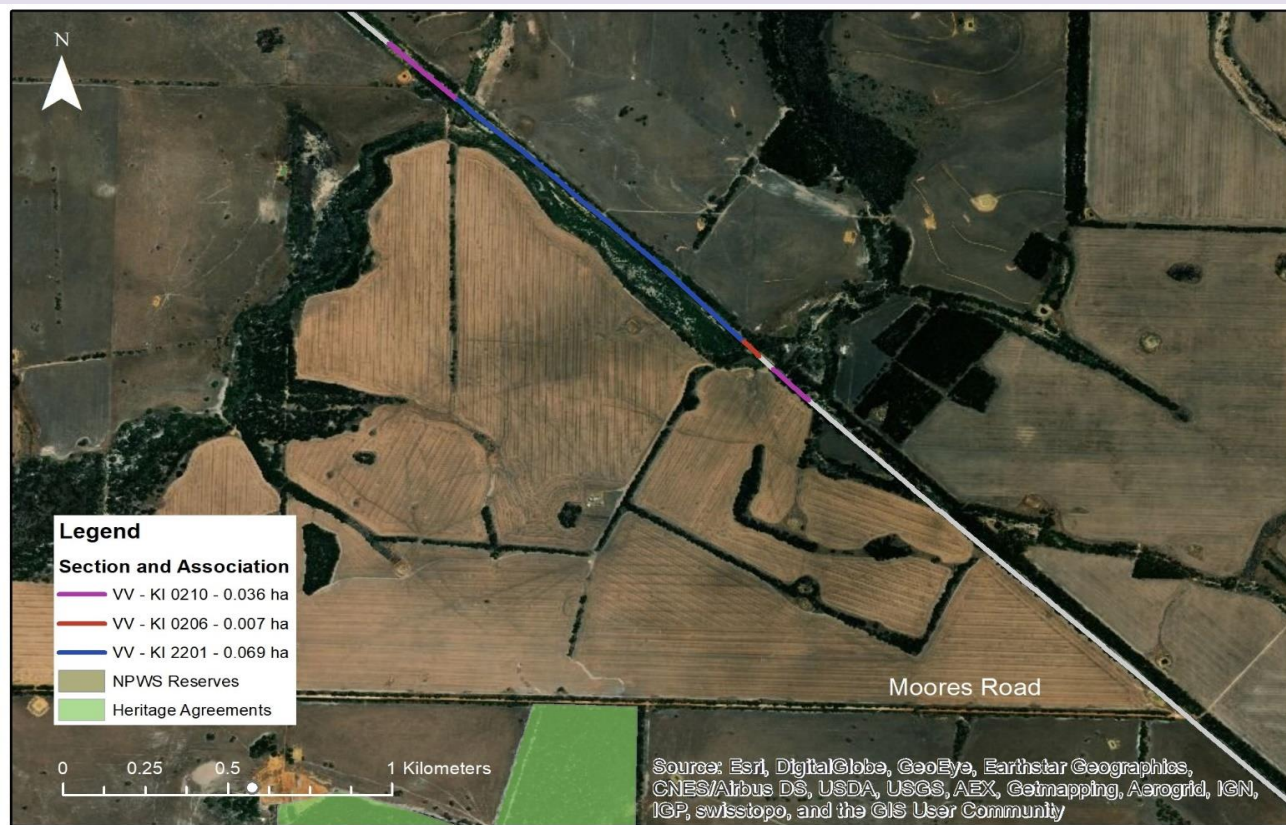 N
Legend
Section and Association
VV - KI 0210 - 0.036 ha
VV - KI 0206 - 0.007 ha
VV - KI 2201 - 0.069 ha
NPWS Reserves
Heritage Agreements
Moores Road
0 0.25 0.5 1 Kilometers
Source: Esri, DigitalGlobe, GeoEye, Earthstar Geographics,
CNES/Airbus DS, USDA, USGS, AEX, Getmapping, Aerogrid, IGN,
IGP, swisstopo, and the GIS User Community